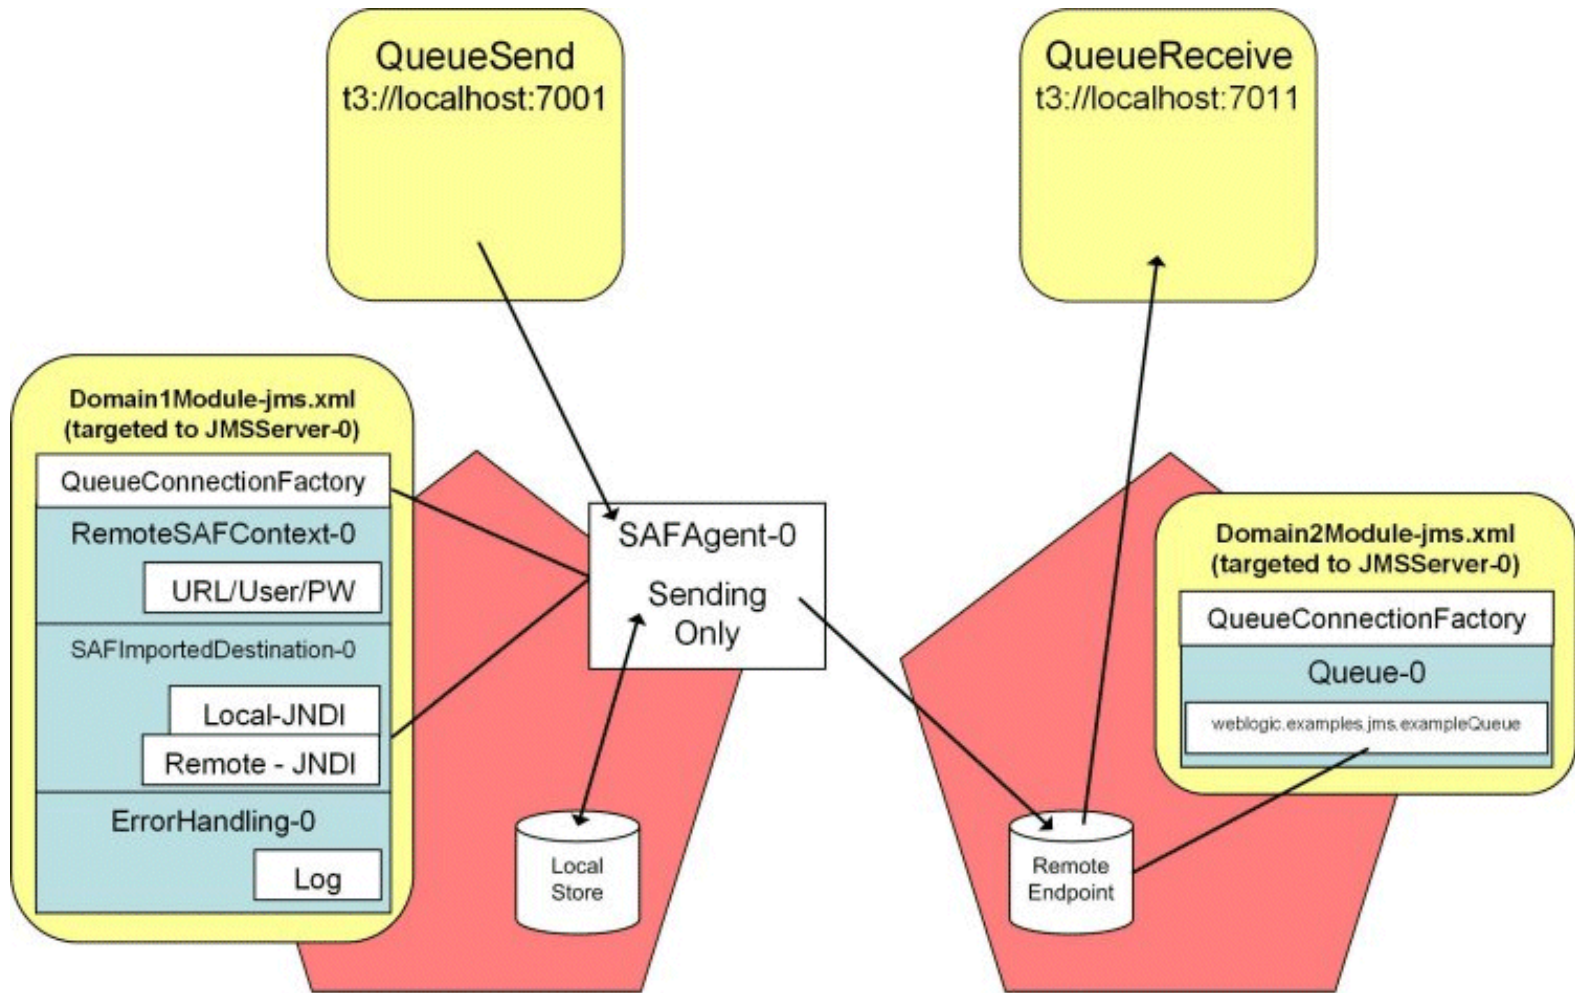 QueueSend
t3://localhost:7001
QueueReceive
t3://localhost:7011
Domain1Module-jms.xml
(targeted to JMSServer-0)
QueueConnectionFactory
RemoteSAFContext-0
URL/User/PW
SAFImportedDestination-0
Local-JNDI
Remote - JNDI
ErrorHandling-0
Log
SAFAgent-0
Sending
Only
Local
Store
Remote
Endpoint
Domain2Module-jms.xml
(targeted to JMSServer-0)
QueueConnectionFactory
Queue-0
weblogic.examples.jms.exampleQueue